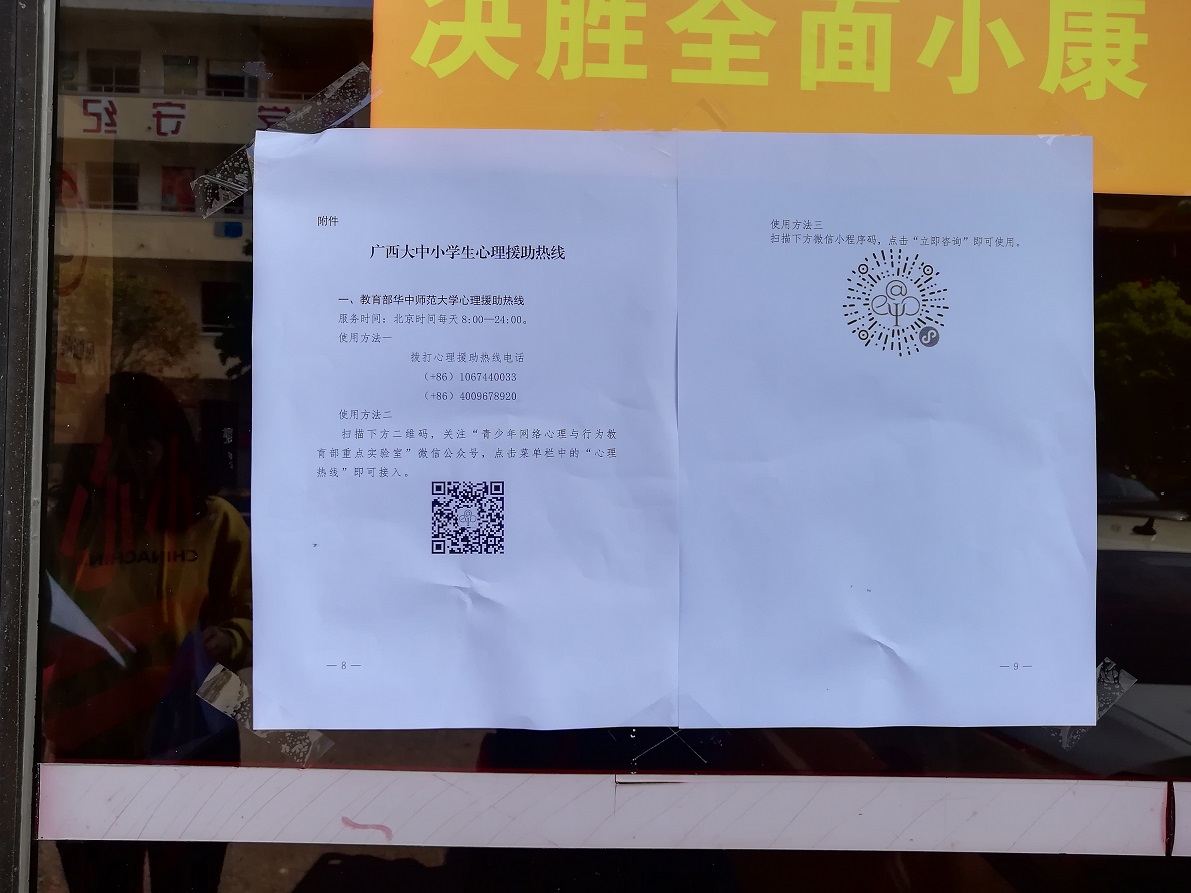 决胜全面小康
学 守 纪
附件
广西大中小学生心理援助热线
一、教育部华中师范大学心理援助热线
服务时间：北京时间每天 8:00—24:00。
使用方法一
拨打心理援助热线电话
（+86）1067440033
（+86）4009678920
使用方法二
扫描下方二维码，关注“青少年网络心理与行为教
育部重点实验室”微信公众号，点击菜单栏中的“心理
热线”即可接入。
— 8 —
使用方法三
扫描下方微信小程序码，点击“立即咨询”即可使用。
— 9 —